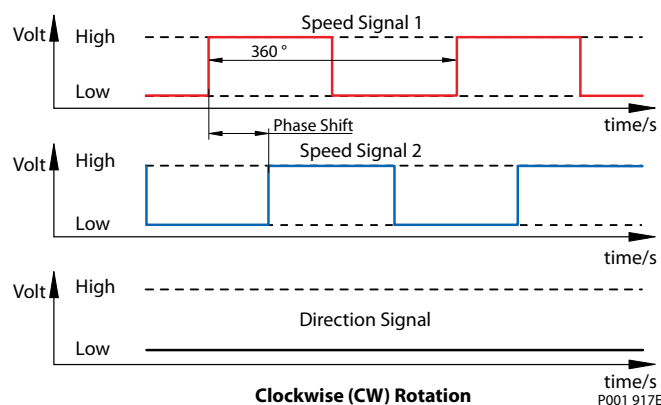 Speed Signal 1
Volt High
360 °
Low
time/s
Phase Shift
Volt High
Speed Signal 2
Low
time/s
Volt High
Direction Signal
Low
time/s
Clockwise (CW) Rotation
P001 917E